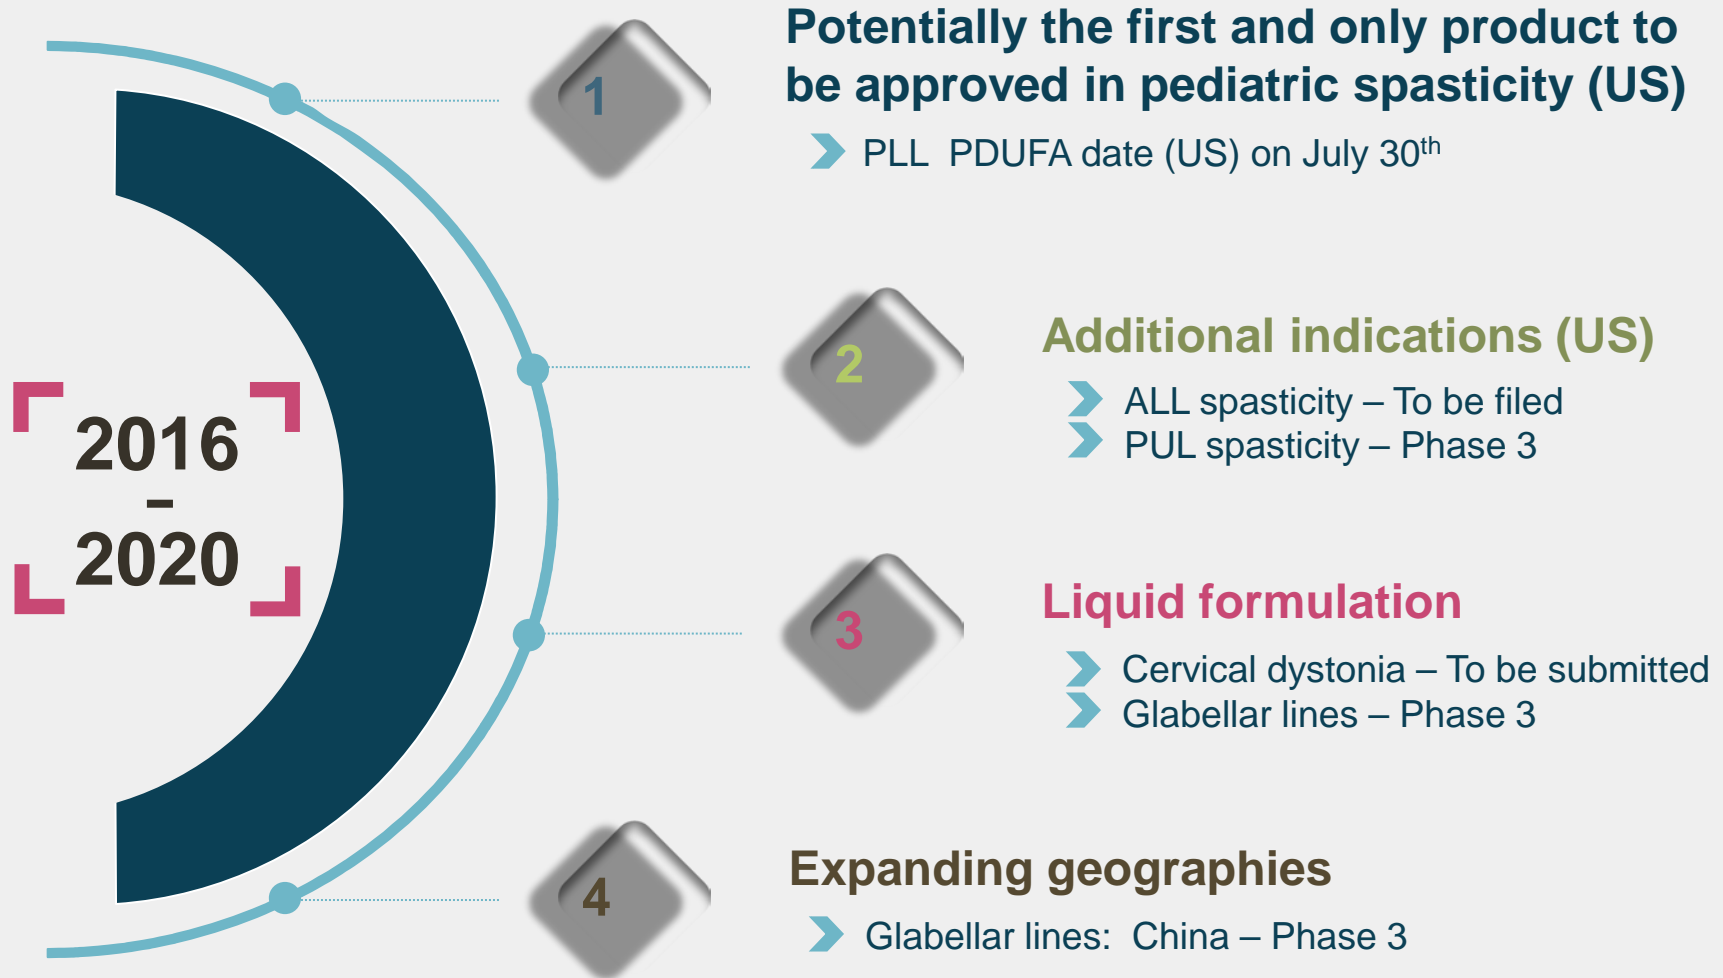 2016
–
2020
1
Potentially the first and only product to
be approved in pediatric spasticity (US)
PLL PDUFA date (US) on July 30th
2
Additional indications (US)
ALL spasticity – To be filed
PUL spasticity – Phase 3
3
Liquid formulation
Cervical dystonia – To be submitted
Glabellar lines – Phase 3
4
Expanding geographies
Glabellar lines: China – Phase 3